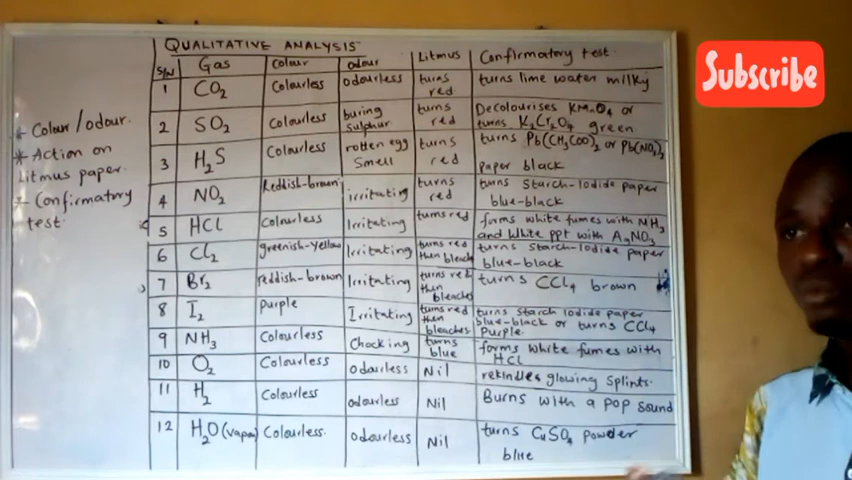 Subscribe
QUALITATIVE ANALYSIS
S/N Gas Colour Odour Litmus Confirmatory test.
1 CO2 Colourless odourless turns red turns lime water milky
2 SO2 Colourless buring Sulphur turns red Decolourises KMnO4 or turns K2Cr2O7 green
3 H2S Colourless rotten egg Smell turns red turns Pb(CH3COO)2 or Pb(NO3)2 paper black
4 NO2 Reddish-brown irritating turns red turns Starch-Iodide paper blue-black
5 HCl Colourless Irritating turns red forms white fumes with NH3 and white ppt with AgNO3
6 Cl2 greenish-yellow Irritating turns red then bleach turns starch-Iodide paper blue-black
7 Br2 reddish-brown Irritating turns red then bleaches turns CCl4 brown
8 I2 purple Irritating turns red then bleaches turns starch Iodide paper blue-black or turns CCl4 purple.
9 NH3 Colourless Chocking turns blue forms white fumes with HCl
10 O2 Colourless odourless Nil rekindles glowing splints.
11 H2 Colourless odourless Nil Burns with a pop sound
12 H2O(vapor) Colourless. odourless Nil turns CuSO4 powder blue
* Colour/odour.
* Action on
Litmus paper.
* Confirmatory
test.